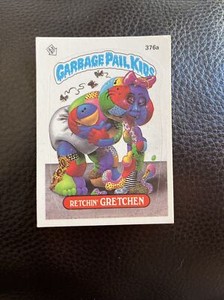 376a
GARBAGE PAIL KIDS
RETCHIN' GRETCHEN